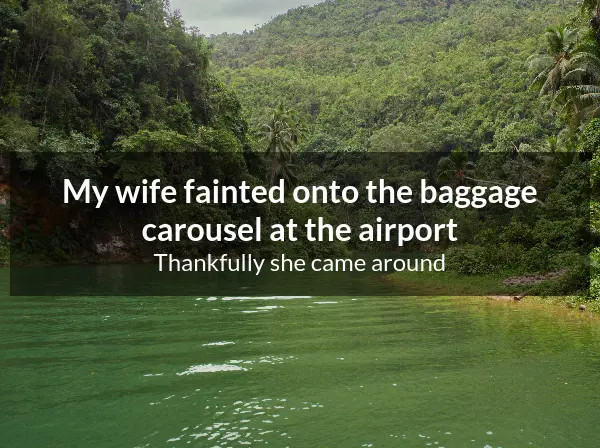 My wife fainted onto the baggage
carousel at the airport
Thankfully she came around